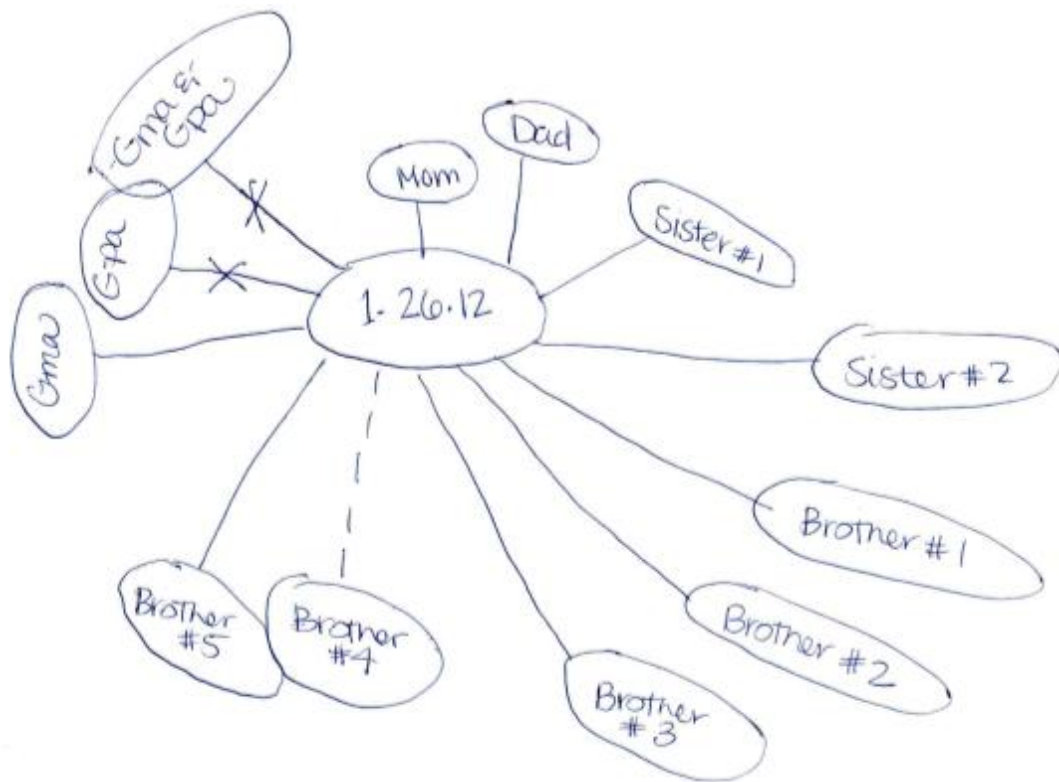 Gma &
Gpa
Mom
Dad
Gpa
Sister #1
1.26.12
Gma
Sister #2
Brother #1
Brother
#5
Brother
#4
Brother #2
Brother
#3